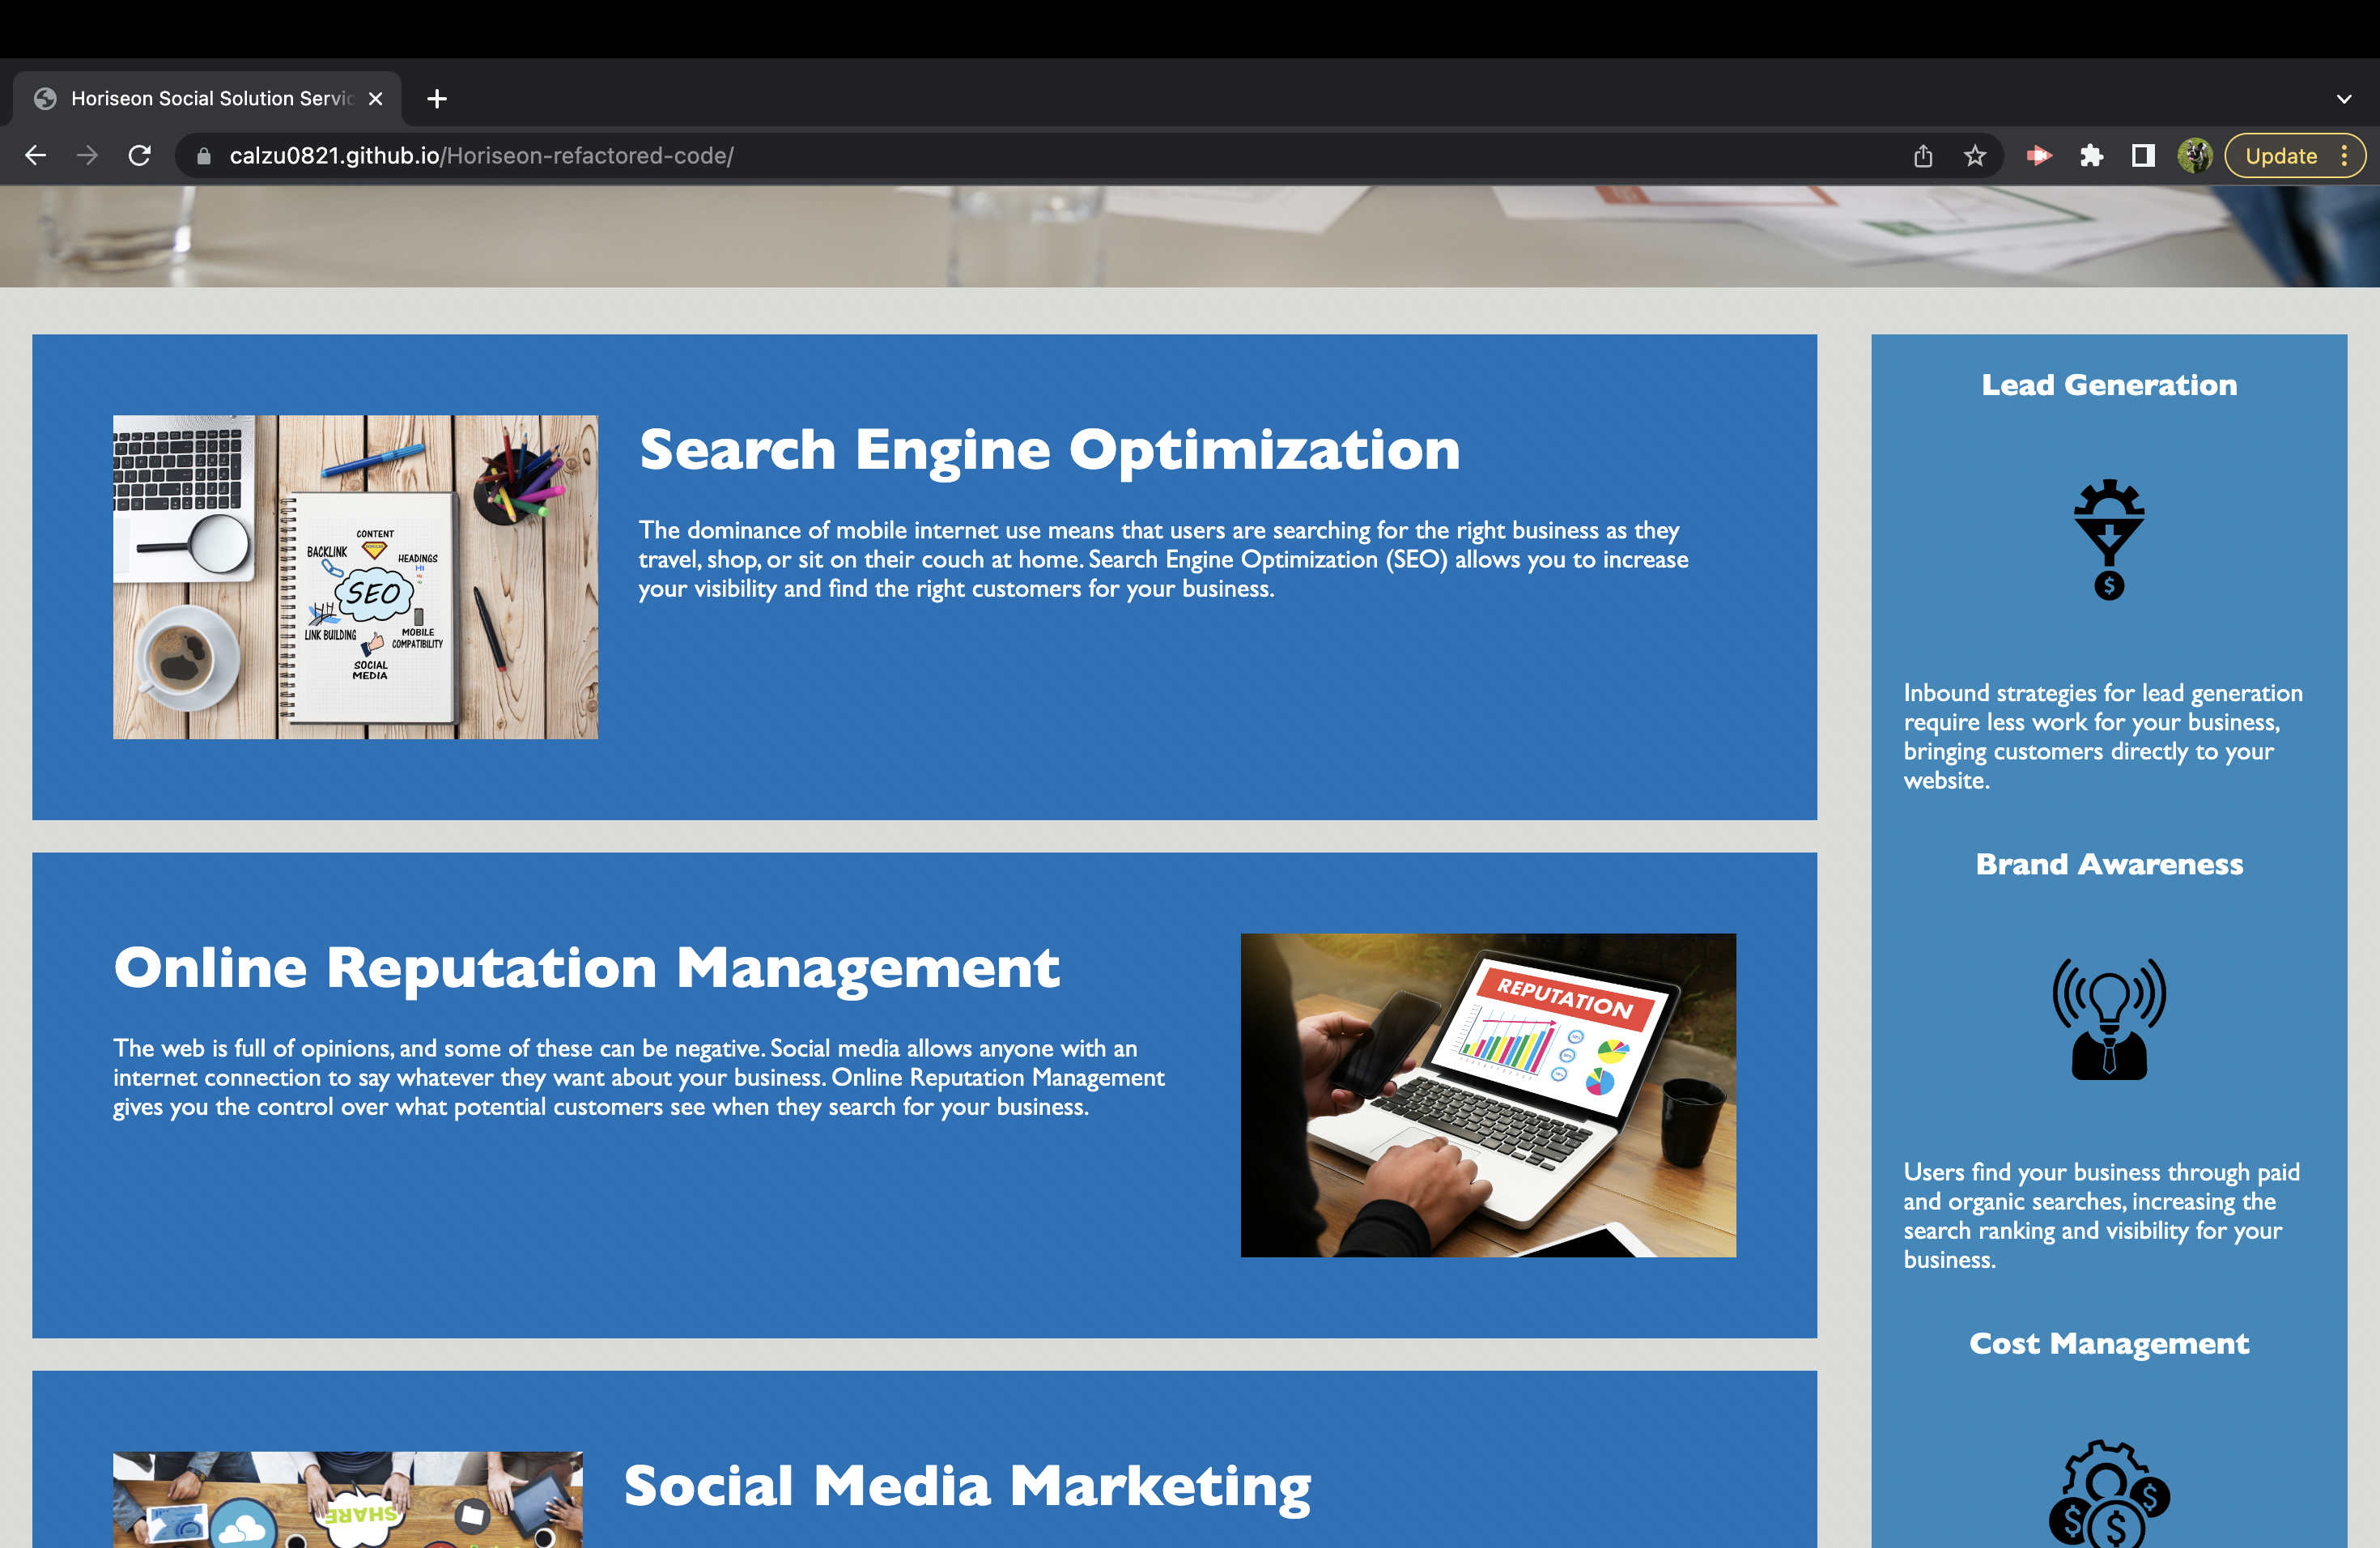 Horiseon Social Solution Servic
calzu0821.github.io/Horiseon-refactored-code/
Update
Search Engine Optimization
The dominance of mobile internet use means that users are searching for the right business as they
travel, shop, or sit on their couch at home. Search Engine Optimization (SEO) allows you to increase
your visibility and find the right customers for your business.
CONTENT
BACKLINK
HEADINGS
H1
SEO
LINK BUILDING
MOBILE
COMPATIBILITY
SOCIAL
MEDIA
Online Reputation Management
The web is full of opinions, and some of these can be negative. Social media allows anyone with an
internet connection to say whatever they want about your business. Online Reputation Management
gives you the control over what potential customers see when they search for your business.
REPUTATION
Social Media Marketing
SHARE
Lead Generation
$
Inbound strategies for lead generation
require less work for your business,
bringing customers directly to your
website.
Brand Awareness
Users find your business through paid
and organic searches, increasing the
search ranking and visibility for your
business.
Cost Management
$
$
$